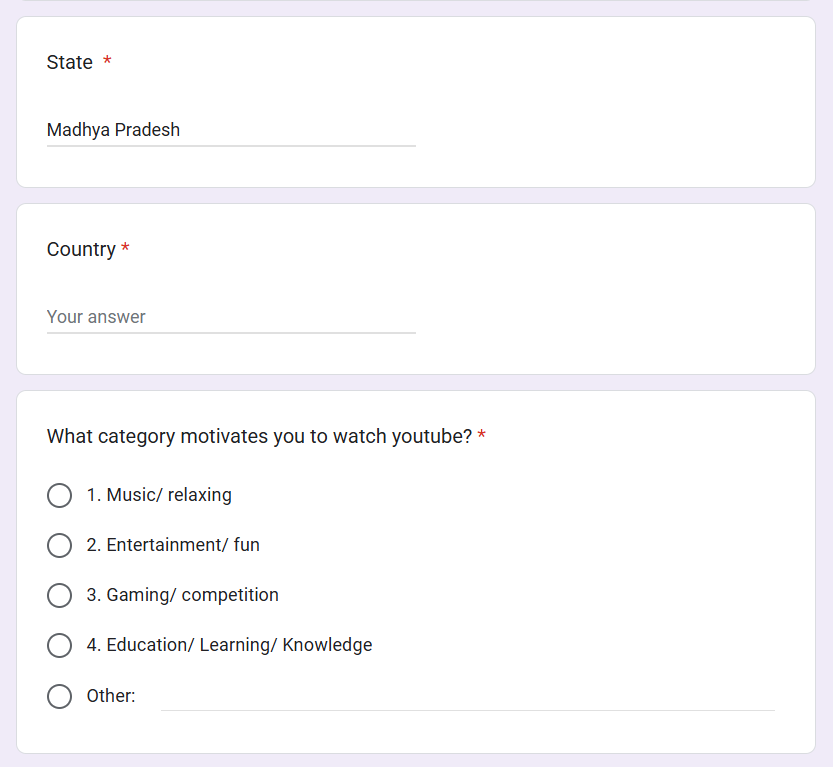 State *
Madhya Pradesh
Country *
Your answer
What category motivates you to watch youtube? *
1. Music/ relaxing
2. Entertainment/ fun
3. Gaming/ competition
4. Education/ Learning/ Knowledge
Other: